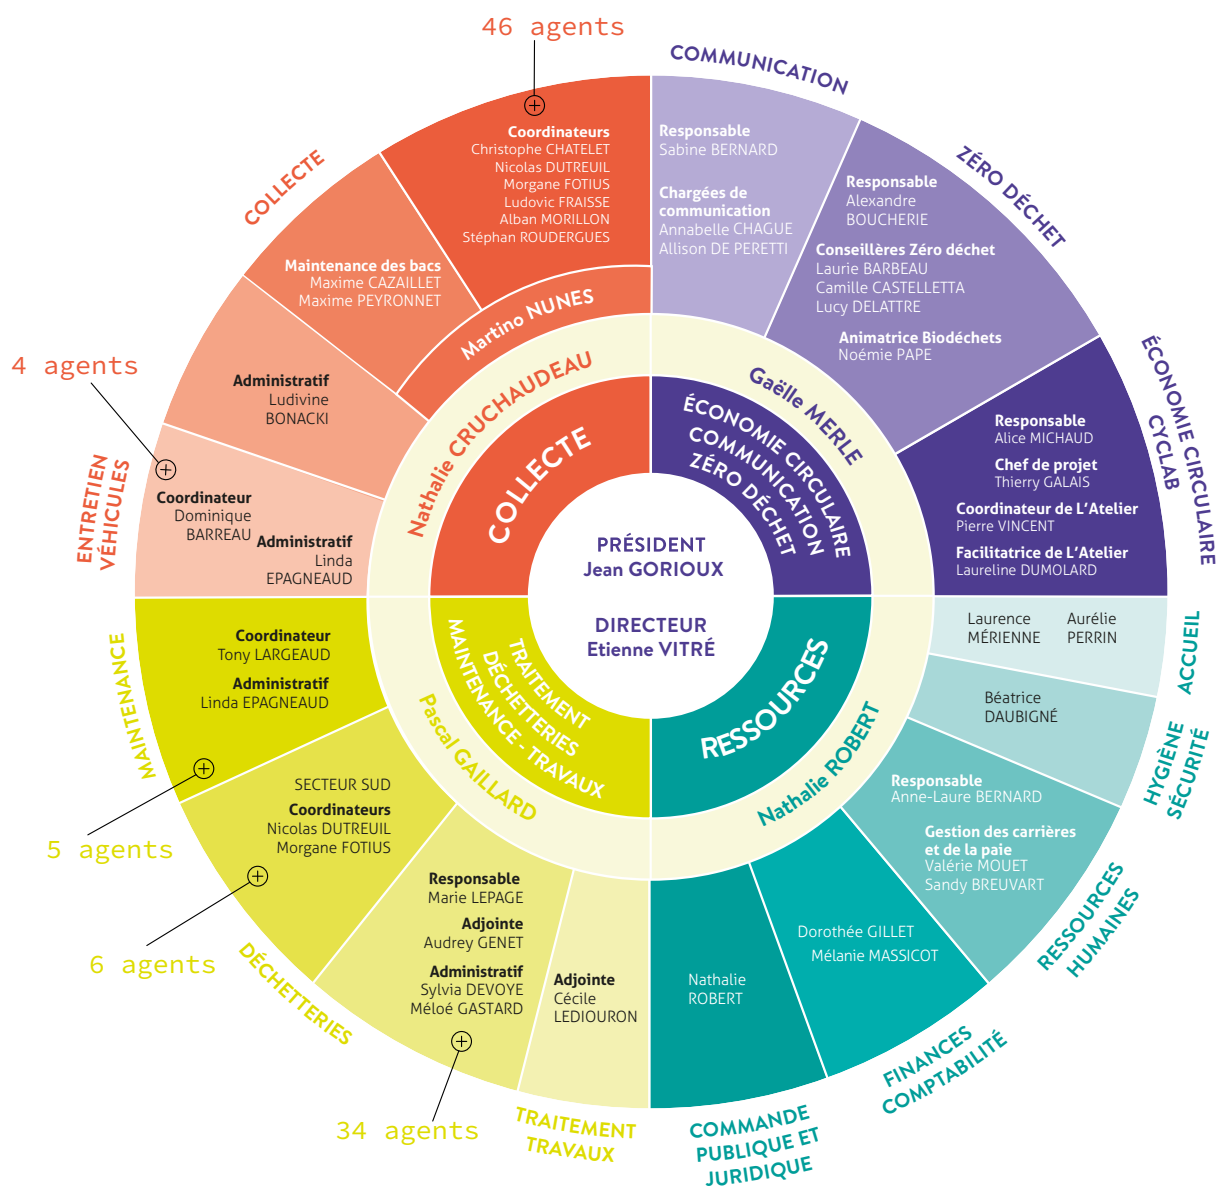 46 agents
COMMUNICATION
COLLECTE
ZÉRO DÉCHET
Coordinateurs
Christophe CHATELET
Nicolas DUTREUIL
Morgane FOTIUS
Ludovic FRAISSE
Alban MORILLON
Stéphan ROUDERGUES
Responsable
Sabine BERNARD
Chargées de
communication
Annabelle CHAGUE
Allison DE PERETTI
Responsable
Alexandre
BOUCHERIE
Conseillères Zéro déchet
Laurie BARBEAU
Camille CASTELLETTA
Lucy DELATTRE
Animatrice Biodéchets
Noémie PAPE
Maintenance des bacs
Maxime CAZAILLET
Maxime PEYRONNET
Martino NUNES
Administratif
Ludivine
BONACKI
4 agents
ENTRETIEN
VÉHICULES
Coordinateur
Dominique
BARREAU
Administratif
Linda
EPAGNEAUD
Nathalie CRUCHAUDEAU
COLLECTE
Gaëlle MERLE
ÉCONOMIE CIRCULAIRE
COMMUNICATION
ZÉRO DÉCHET
ÉCONOMIE CIRCULAIRE
CYCLAB
Responsable
Alice MICHAUD
Chef de projet
Thierry GALAIS
Coordinateur de L'Atelier
Pierre VINCENT
Facilitatrice de L'Atelier
Laureline DUMOLARD
PRÉSIDENT
Jean GORIOUX
DIRECTEUR
Etienne VITRÉ
MAINTENANCE
Coordinateur
Tony LARGEAUD
Administratif
Linda EPAGNEAUD
5 agents
TRAITEMENT
DÉCHETTERIES
MAINTENANCE - TRAVAUX
Pascal GAILLARD
RESSOURCES
Nathalie ROBERT
Laurence
MÉRIENNE
Aurélie
PERRIN
ACCUEIL
Béatrice
DAUBIGNÉ
HYGIÈNE
SÉCURITÉ
SECTEUR SUD
Coordinateurs
Nicolas DUTREUIL
Morgane FOTIUS
6 agents
DÉCHETTERIES
Responsable
Marie LEPAGE
Adjointe
Audrey GENET
Administratif
Sylvia DEVOYE
Méloé GASTARD
34 agents
Adjointe
Cécile
LEDIOURON
TRAITEMENT
TRAVAUX
Responsable
Anne-Laure BERNARD
Gestion des carrières
et de la paie
Valérie MOUET
Sandy BREUVART
RESSOURCES
HUMAINES
Dorothée GILLET
Mélanie MASSICOT
FINANCES
COMPTABILITÉ
Nathalie
ROBERT
COMMANDE
PUBLIQUE ET
JURIDIQUE